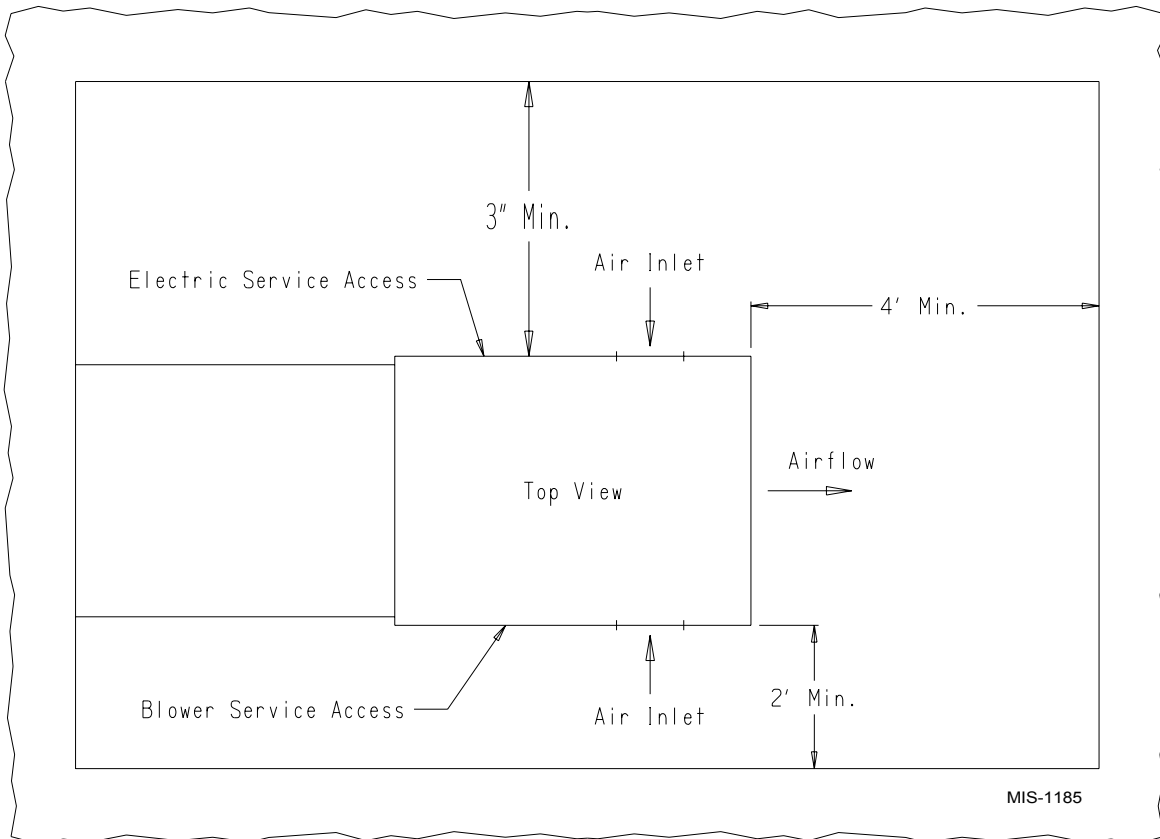 3" Min.
Air Inlet
Electric Service Access
4' Min.
Airflow
Top View
2' Min.
Blower Service Access
Air Inlet
MIS-1185